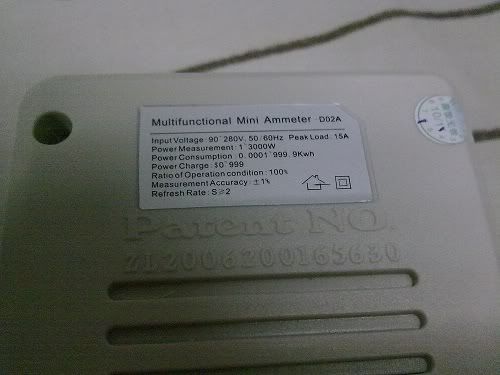 Multifunctional Mini Ammeter D02A
Input Voltage: 90~280V, 50/60Hz Peak Load: 15A
Power Measurement: 1~3000W
Power Consumption: 0.0001~999.9Kwh
Power Charge: $0~999
Ratio of Operation condition: 100%
Measurement Accuracy: ±1%
Refresh Rate: S≥2
Patent NO.
ZL2006200165630